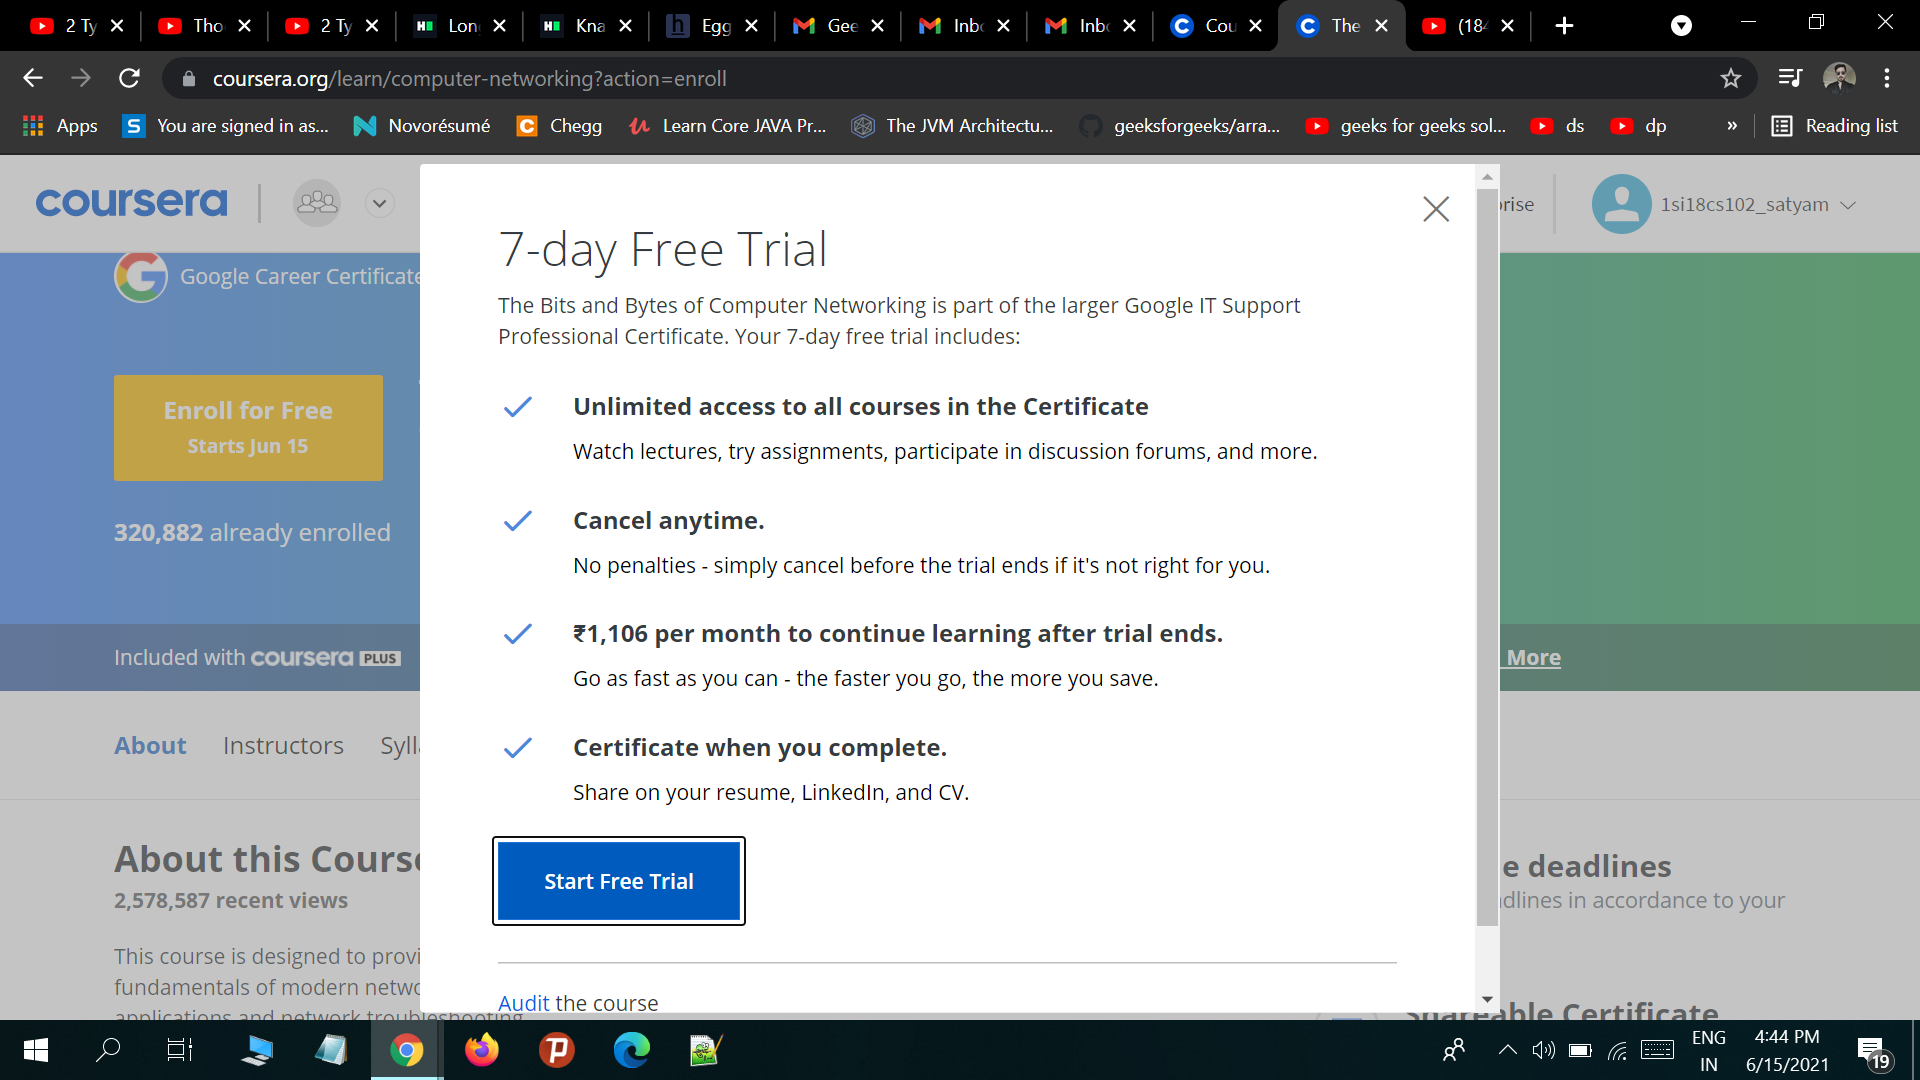 2 Ty
Tho
2 Ty
Lon
Kna
Egg
Gee
Inb
Inb
Cou
The
(184
coursera.org/learn/computer-networking?action=enroll
Apps
You are signed in as...
Novorésumé
Chegg
Learn Core JAVA Pr...
The JVM Architectu...
geeksforgeeks/arra...
geeks for geeks sol...
ds
dp
»
Reading list
coursera
rise
1si18cs102_satyam
Google Career Certificate
Enroll for Free
Starts Jun 15
320,882 already enrolled
Included with coursera PLUS
More
About
Instructors
Sylla
About this Course
2,578,587 recent views
This course is designed to provi
fundamentals of modern netwo
applications and network troubleshooting
7-day Free Trial
The Bits and Bytes of Computer Networking is part of the larger Google IT Support
Professional Certificate. Your 7-day free trial includes:
Unlimited access to all courses in the Certificate
Watch lectures, try assignments, participate in discussion forums, and more.
Cancel anytime.
No penalties - simply cancel before the trial ends if it's not right for you.
₹1,106 per month to continue learning after trial ends.
Go as fast as you can - the faster you go, the more you save.
Certificate when you complete.
Share on your resume, LinkedIn, and CV.
Start Free Trial
Audit the course
e deadlines
dlines in accordance to your
Shareable Certificate
ENG
IN
4:44 PM
6/15/2021
19